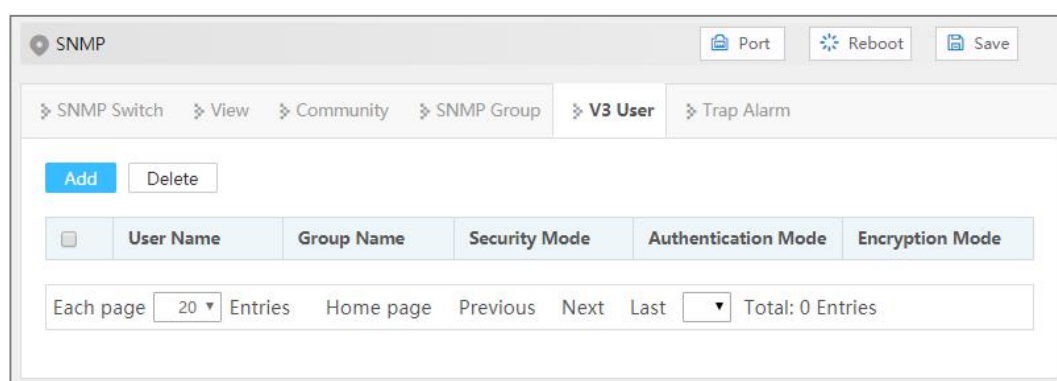 SNMP Port Reboot Save
SNMP Switch View Community SNMP Group V3 User Trap Alarm
Add Delete
User Name Group Name Security Mode Authentication Mode Encryption Mode
Each page 20 Entries Home page Previous Next Last Total: 0 Entries